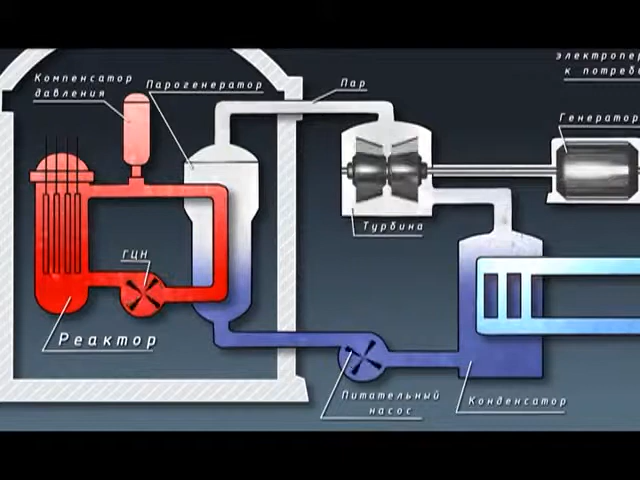 электропер
к потреб
Компенсатор
давления
Парогенератор
Пар
Генератор
Турбина
ГЦН
Реактор
Питательный
насос
Конденсатор